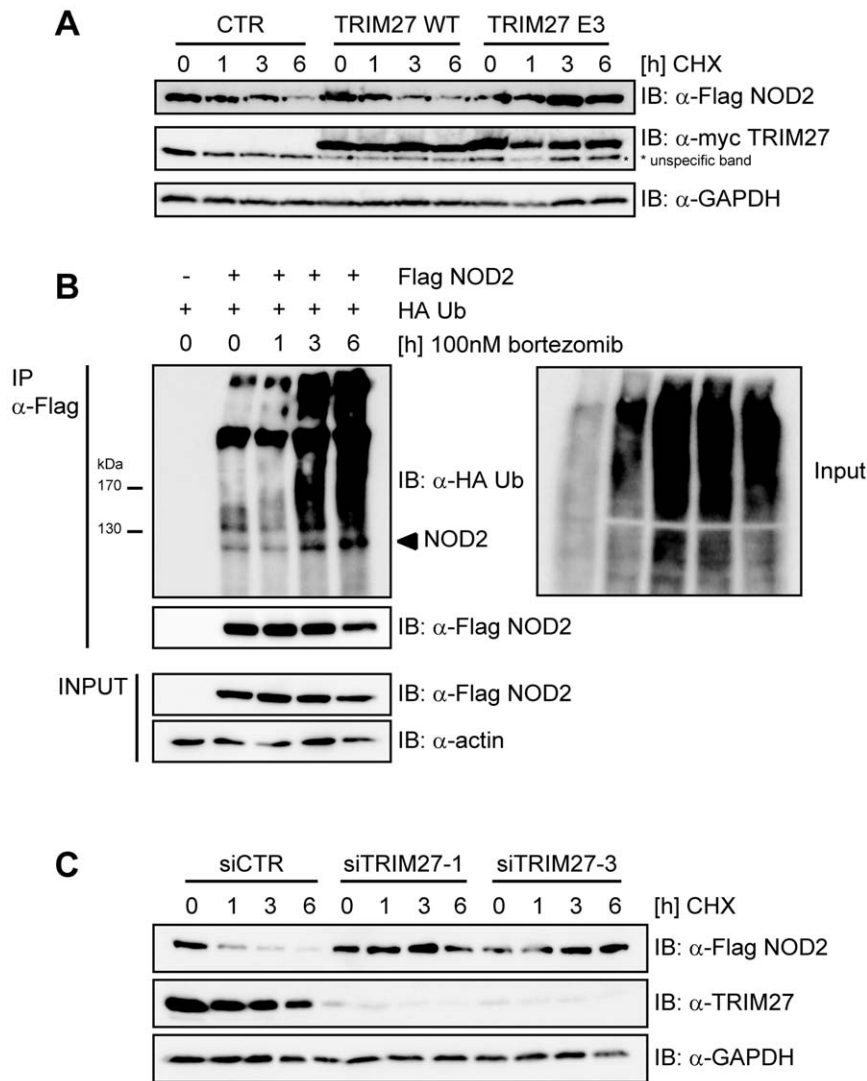 A
CTR TRIM27 WT TRIM27 E3
0 1 3 6 0 1 3 6 0 1 3 6 [h] CHX
IB: α-Flag NOD2
IB: α-myc TRIM27
* * unspecific band
IB: α-GAPDH
B
- + + + + Flag NOD2
+ + + + + HA Ub
0 0 1 3 6 [h] 100nM bortezomib
IP
α-Flag
kDa
170
130
IB: α-HA Ub
NOD2
Input
IB: α-Flag NOD2
INPUT
IB: α-Flag NOD2
IB: α-actin
C
siCTR siTRIM27-1 siTRIM27-3
0 1 3 6 0 1 3 6 0 1 3 6 [h] CHX
IB: α-Flag NOD2
IB: α-TRIM27
IB: α-GAPDH